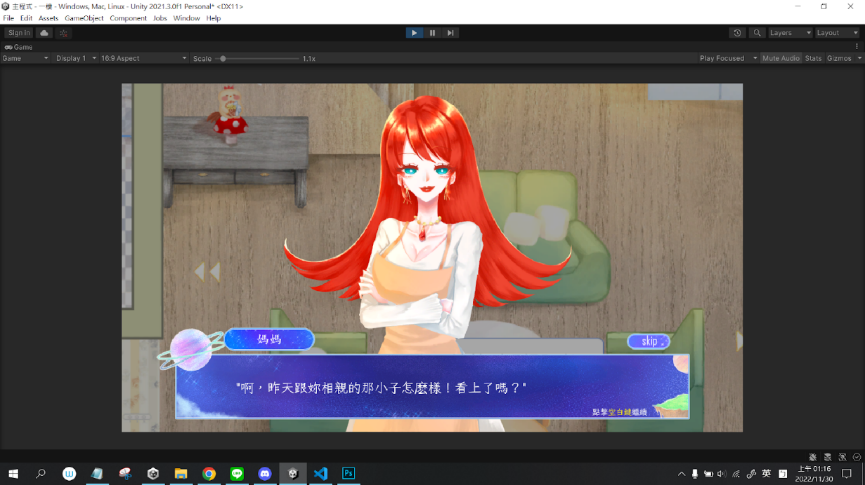 主程式 - 一樓 - Windows, Mac, Linux - Unity 2021.3.0f1 Personal* <DX11>
File Edit Assets GameObject Component Jobs Window Help
Sign in
Layers
Layout
Game
Game Display 1 16:9 Aspect Scale 1.1x Play Focused Mute Audio Stats Gizmos
媽媽
skip
"啊，昨天跟妳相親的那小子怎麼樣！看上了嗎？"
點擊空白鍵繼續
英
上午 01:16
2022/11/30